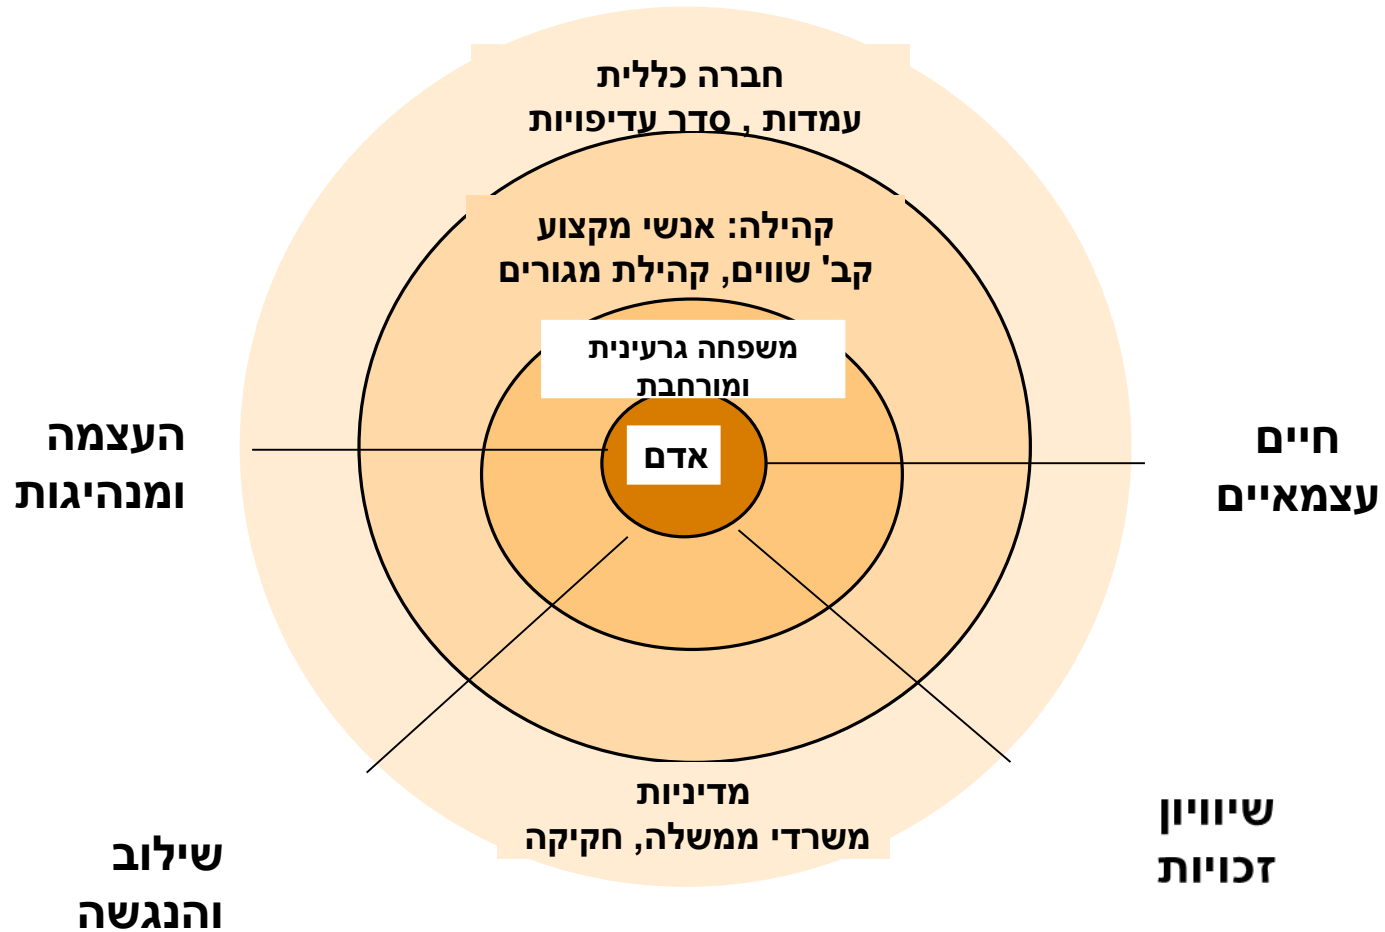 חברה כללית
עמדות , סדר עדיפויות
קהילה: אנשי מקצוע
קב' שווים, קהילת מגורים
משפחה גרעינית
ומורחבת
אדם
חיים
עצמאיים
העצמה
ומנהיגות
שיוויון
זכויות
מדיניות
משרדי ממשלה, חקיקה
שילוב
והנגשה